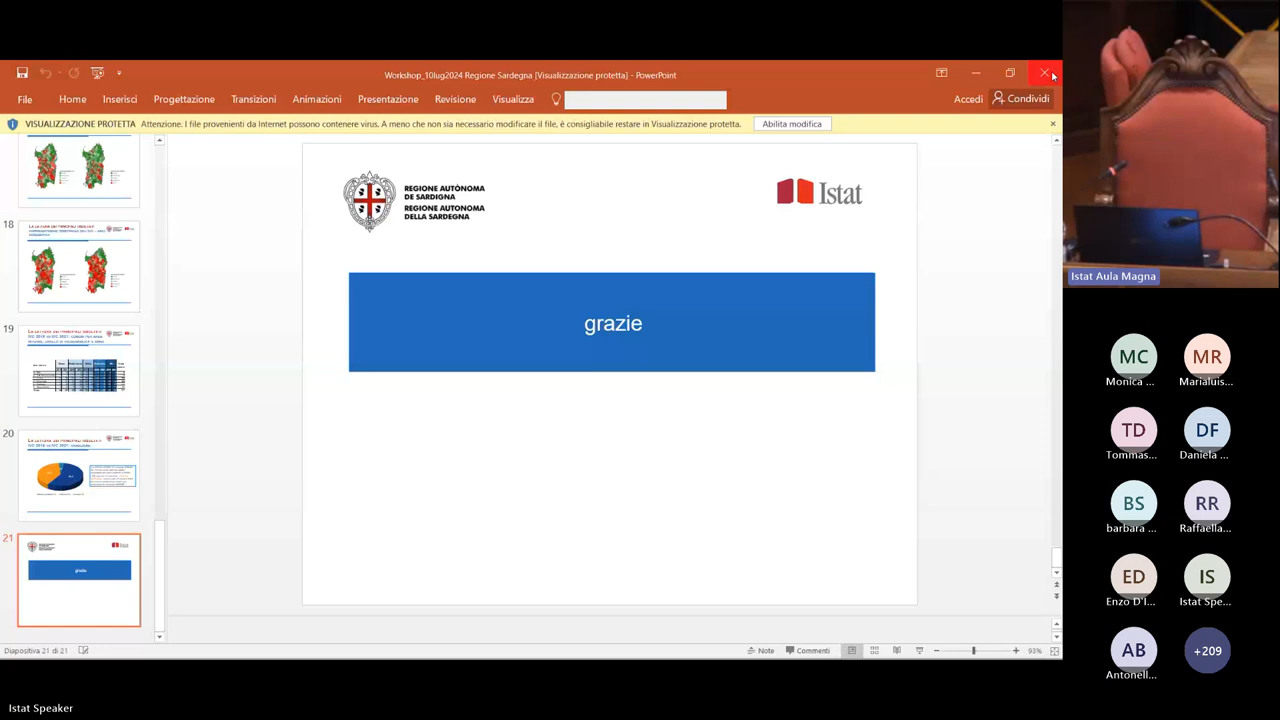 Workshop_10lug2024 Regione Sardegna [Visualizzazione protetta] - PowerPoint
File Home Inserisci Progettazione Transizioni Animazioni Presentazione Revisione Visualizza Accedi Condividi
VISUALIZZAZIONE PROTETTA Attenzione. I file provenienti da Internet possono contenere virus. A meno che non sia necessario modificare il file, è consigliabile restare in Visualizzazione protetta. Abilita modifica
18
19
20
21
grazie
REGIONE AUTÒNOMA
DE SARDIGNA
REGIONE AUTONOMA
DELLA SARDEGNA
Istat
grazie
Diapositiva 21 di 21
Note Commenti 93%
Istat Speaker
Istat Aula Magna
MC MR
Monica ... Marialuis...
TD DF
Tommas... Daniela ...
BS RR
barbara ... Raffaella...
ED IS
Enzo D'I... Istat Spe...
AB +209
Antonell...